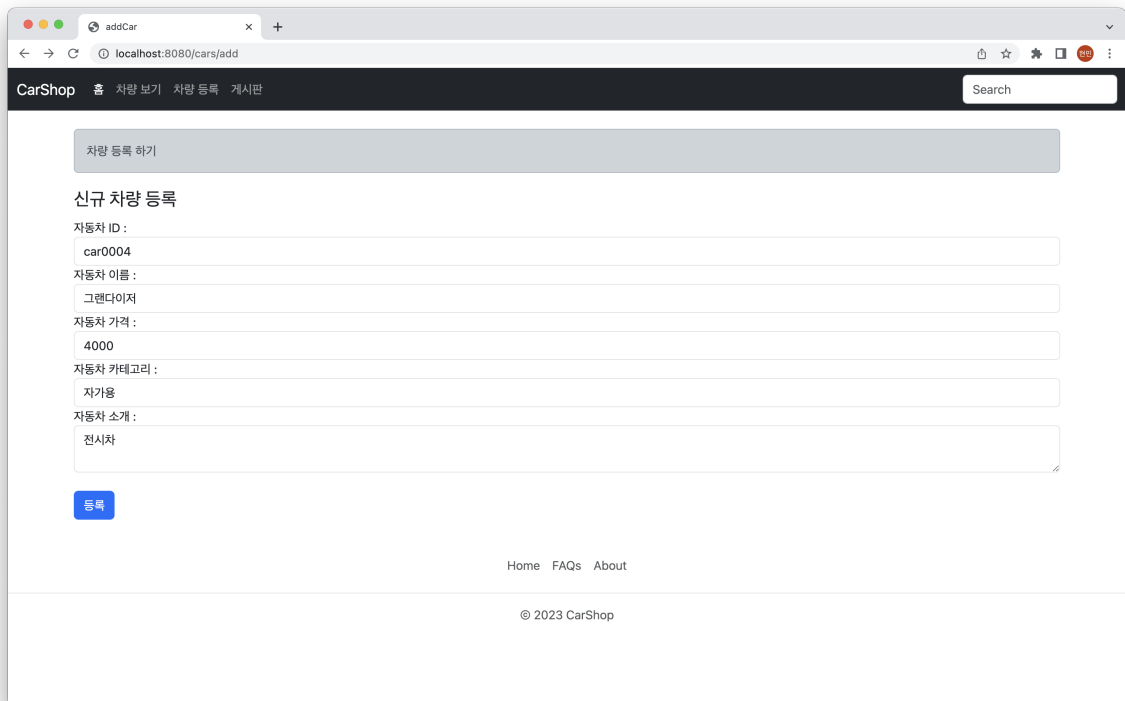 addCar
localhost:8080/cars/add
현민
CarShop 홈 차량 보기 차량 등록 게시판 Search
차량 등록 하기
신규 차량 등록
자동차 ID :
car0004
자동차 이름 :
그랜다이저
자동차 가격 :
4000
자동차 카테고리 :
자가용
자동차 소개 :
전시차
등록
Home FAQs About
© 2023 CarShop